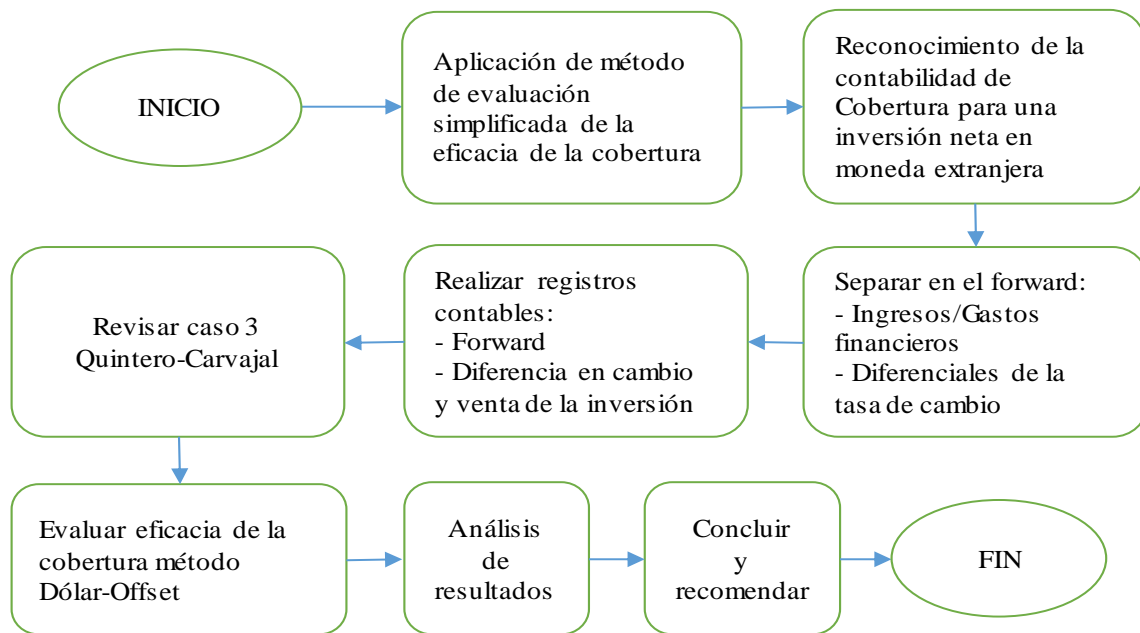 INICIO
Aplicación de método
de evaluación
simplificada de la
eficacia de la cobertura
Reconocimiento de la
contabilidad de
Cobertura para una
inversión neta en
moneda extranjera
Separar en el forward:
- Ingresos/Gastos
financieros
- Diferenciales de la
tasa de cambio
Realizar registros
contables:
- Forward
- Diferencia en cambio
y venta de la inversión
Revisar caso 3
Quintero-Carvajal
Evaluar eficacia de la
cobertura método
Dólar-Offset
Análisis
de
resultados
Concluir
y
recomendar
FIN